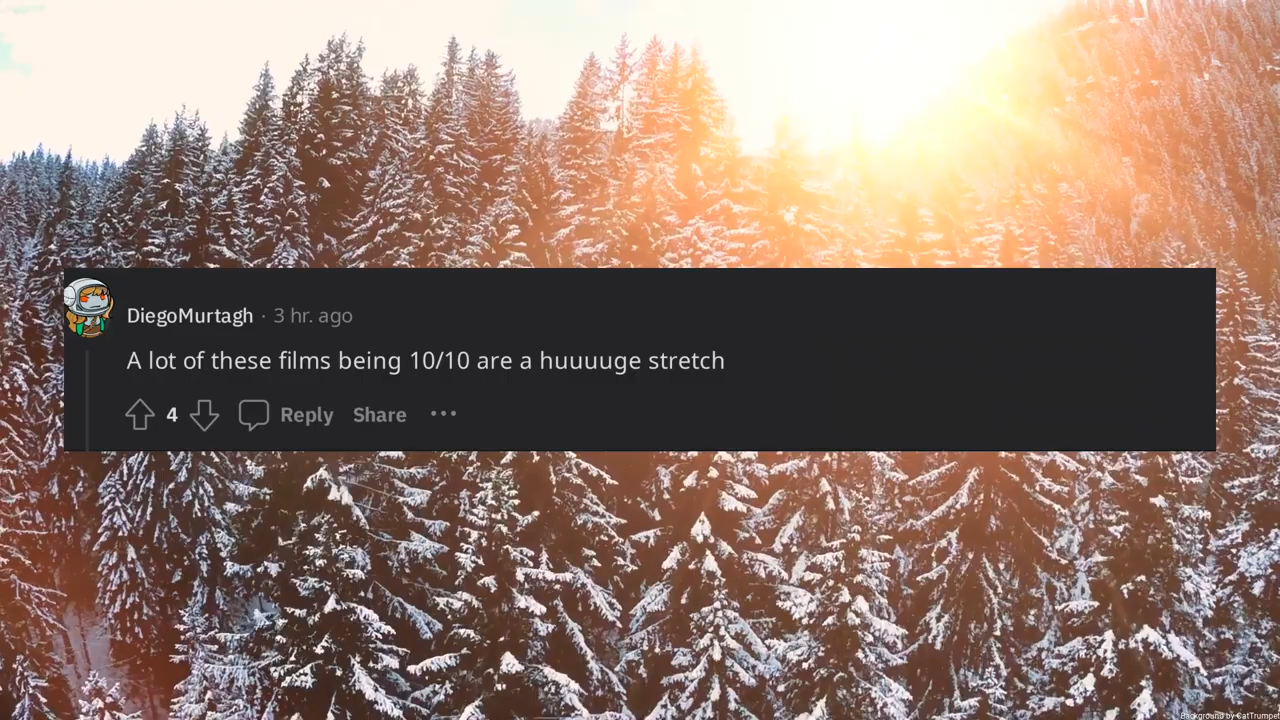 DiegoMurtagh · 3 hr. ago
A lot of these films being 10/10 are a huuuuge stretch
4 Reply Share ...
Background by CatTrumpet